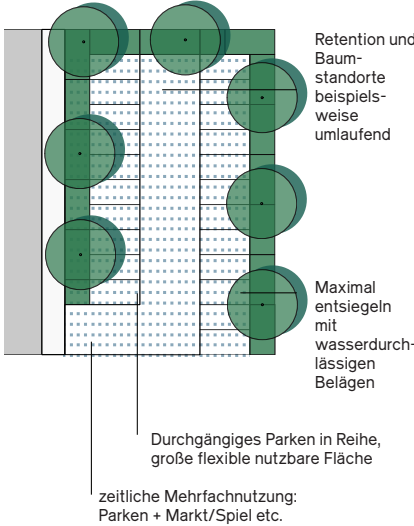 Retention und
Baum-
standorte
beispiels-
weise
umlaufend
Maximal
entsiegeln
mit
wasserdurch-
lässigen
Belägen
Durchgängiges Parken in Reihe,
große flexible nutzbare Fläche
zeitliche Mehrfachnutzung:
Parken + Markt/Spiel etc.